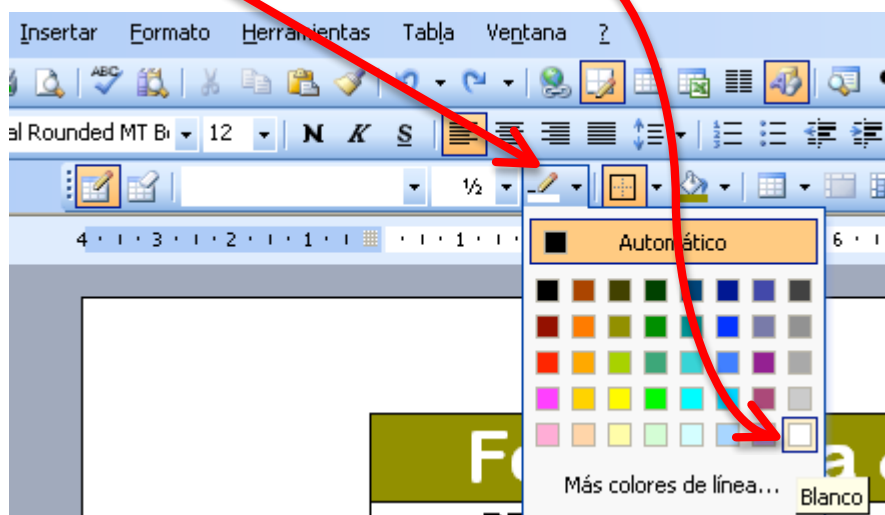 Insertar Formato Herramientas Tabla Ventana ?
ABC
al Rounded MT B 12 N K S
½
4 3 2 1 1 6
Automático
Más colores de línea...
Blanco